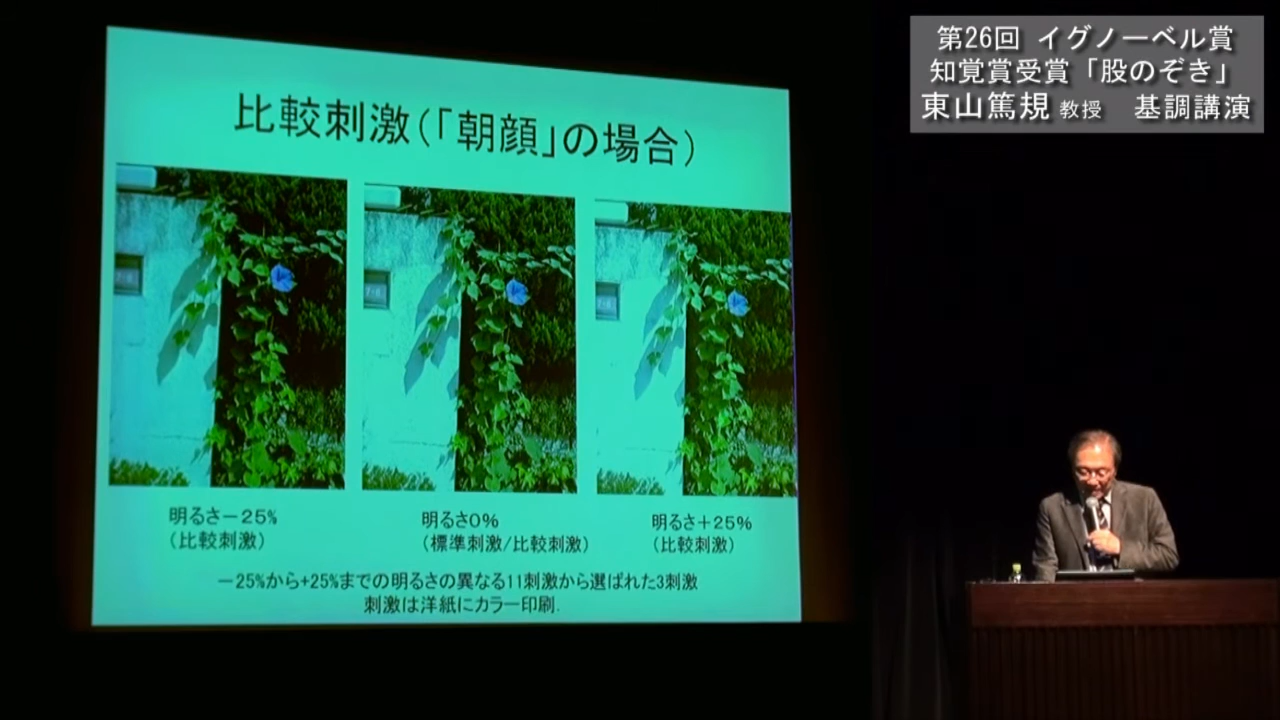 第26回 イグノーベル賞
知覚賞受賞「股のぞき」
東山篤規 教授 基調講演
比較刺激(「朝顔」の場合)
明るさ－25%
(比較刺激)
明るさ0%
(標準刺激/比較刺激)
明るさ＋25%
(比較刺激)
－25%から+25%までの明るさの異なる11刺激から選ばれた3刺激
刺激は洋紙にカラー印刷.